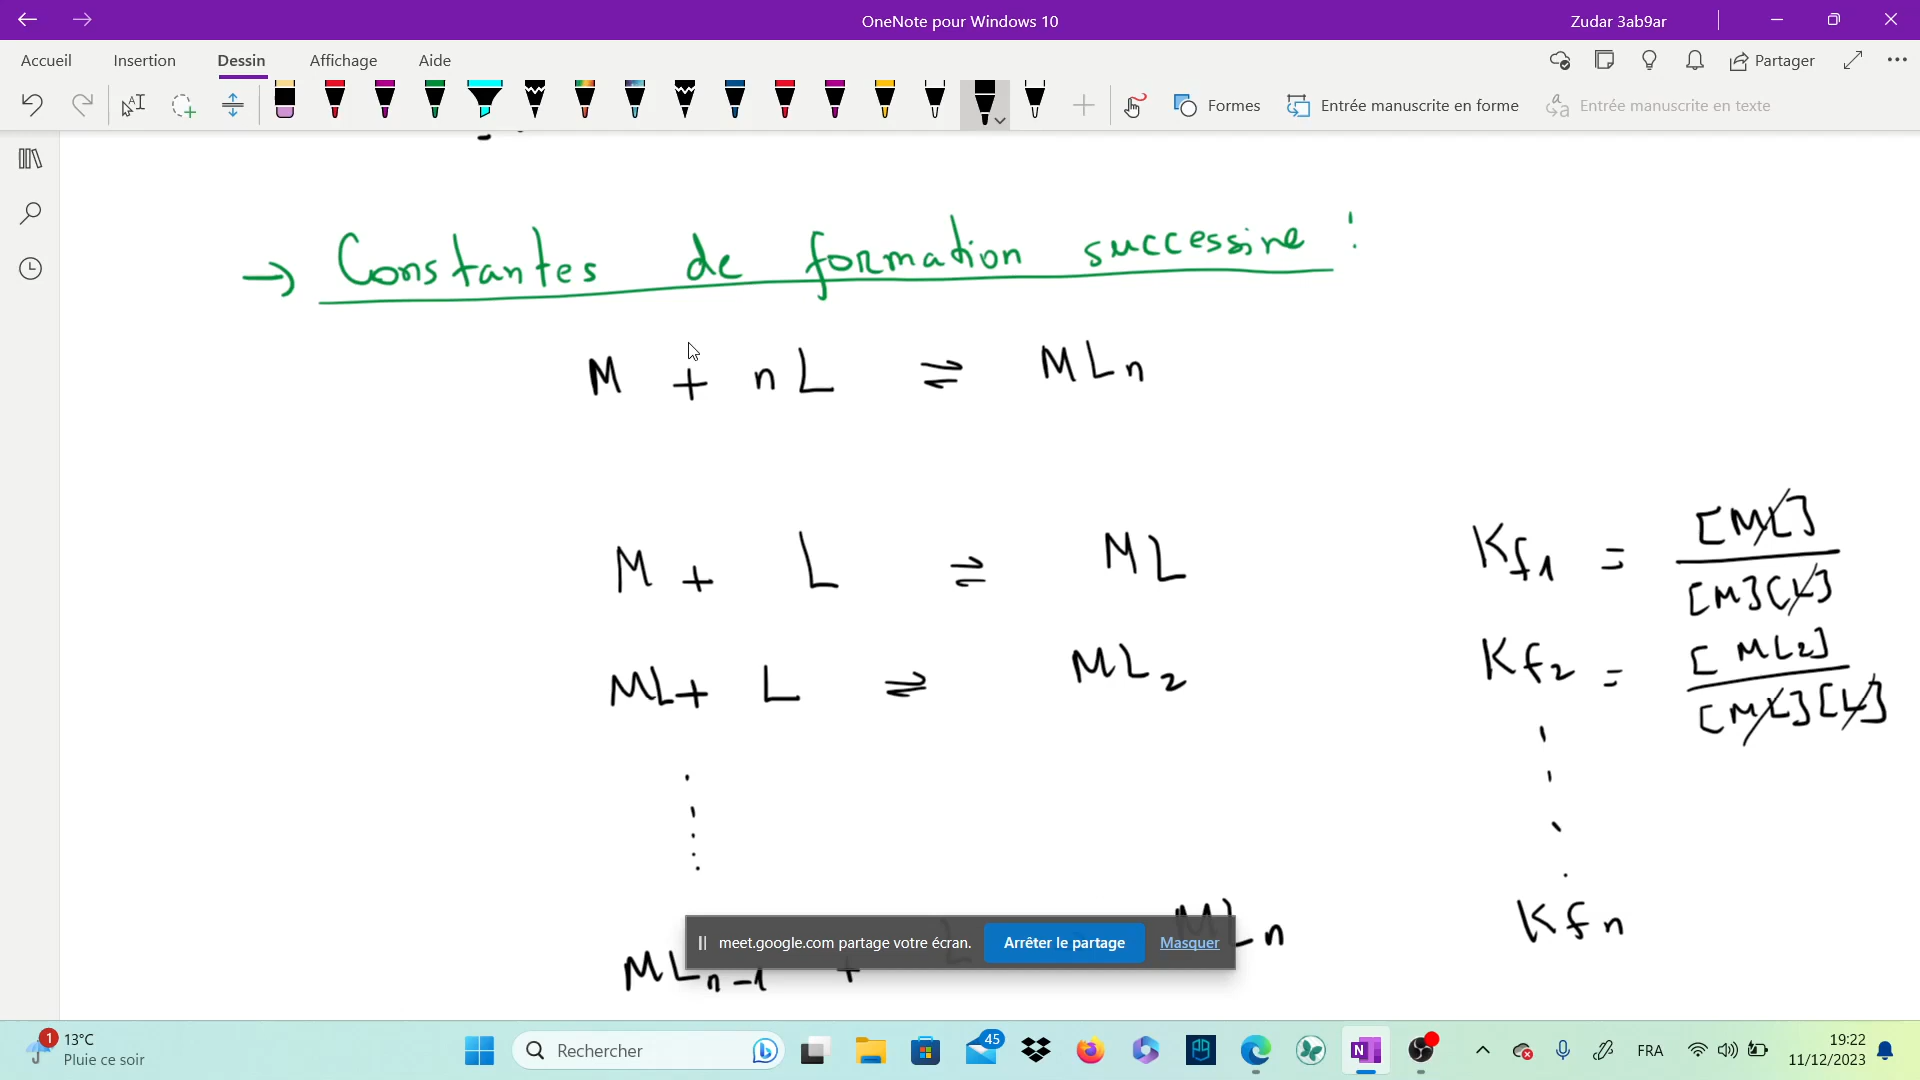 OneNote pour Windows 10
Zudar 3ab9ar
Accueil Insertion Dessin Affichage Aide
Partager
Formes Entrée manuscrite en forme Entrée manuscrite en texte
→ Constantes de formation successive :
M + nL ⇌ MLn
M + L ⇌ ML Kf1 = [ML] / [M][L]
ML + L ⇌ ML2 Kf2 = [ML2] / [ML][L]
MLn-1 + L MLn Kfn
meet.google.com partage votre écran. Arrêter le partage Masquer
1 13°C
Pluie ce soir
Rechercher
45
FRA
19:22
11/12/2023